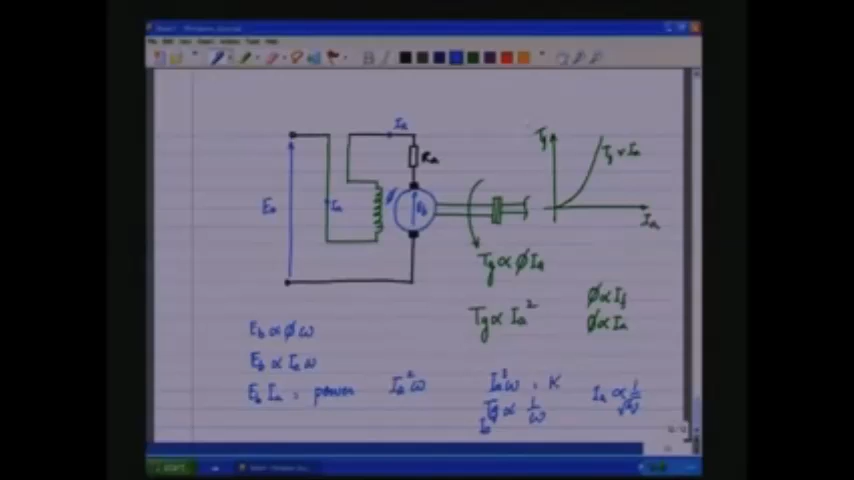 Ia
Ra
Ia
Eb
Tg
Tg v Ia
Ia
Tg ∝ ϕ Ia
Tg ∝ Ia²
ϕ ∝ If
ϕ ∝ Ia
Eb ∝ ϕ ω
Eb ∝ Ia ω
Eb Ia = power
Ia² ω
Ia² ω = K
Tg ∝ 1/ω
Ia ∝ 1/√ω